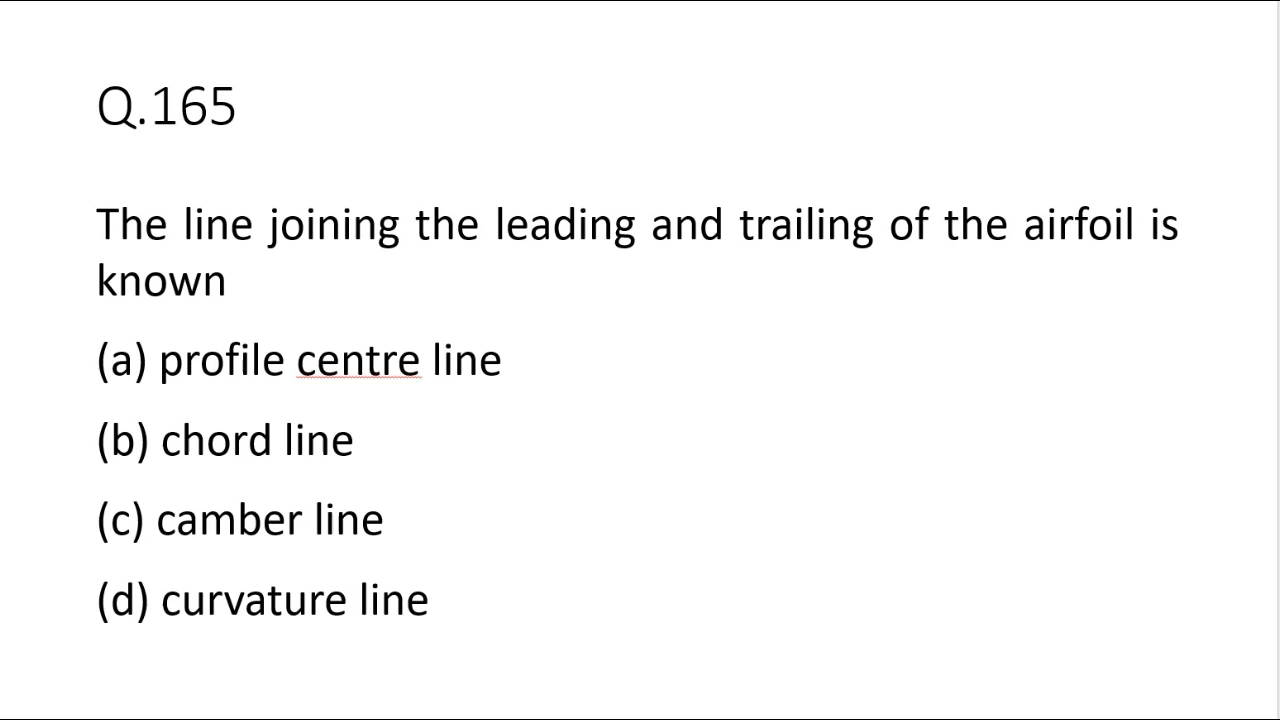 Q.165
The line joining the leading and trailing of the airfoil is
known
(a) profile centre line
(b) chord line
(c) camber line
(d) curvature line